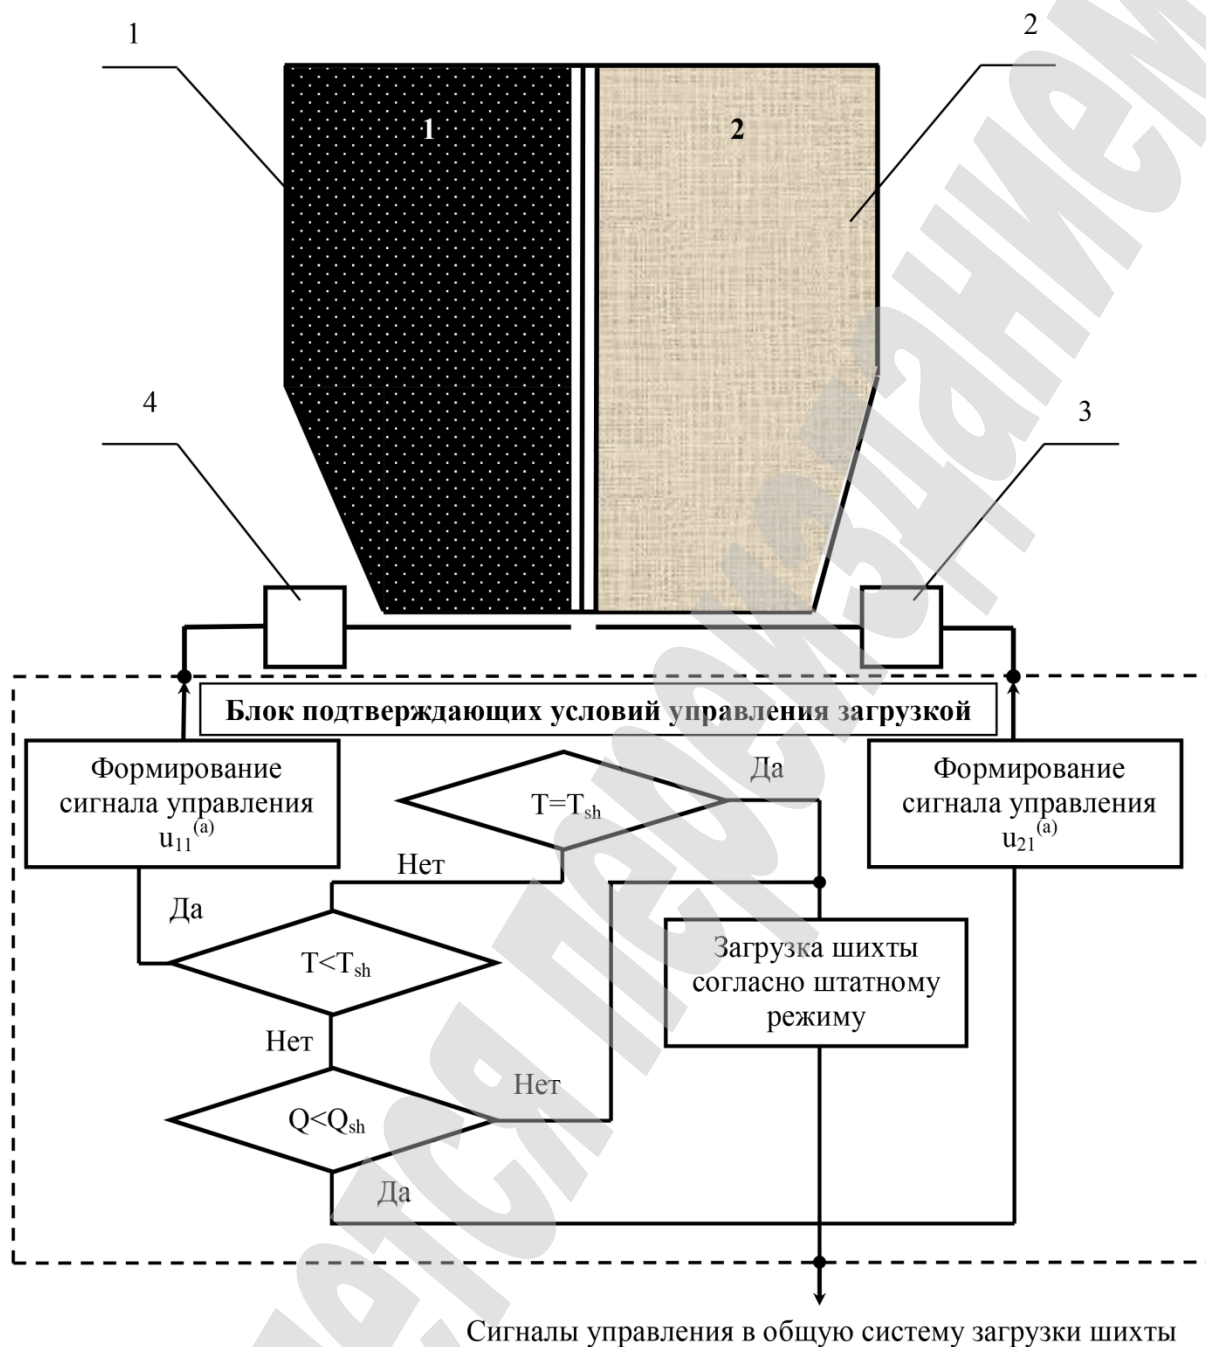 1
2
1
2
4
3
Блок подтверждающих условий управления загрузкой
Формирование
сигнала управления
u₁₁⁽ᵃ⁾
T=Tsh
Да
Формирование
сигнала управления
u₂₁⁽ᵃ⁾
Нет
Да
T<Tsh
Загрузка шихты
согласно штатному
режиму
Нет
Q<Qsh
Нет
Да
Сигналы управления в общую систему загрузки шихты
ется переизданием